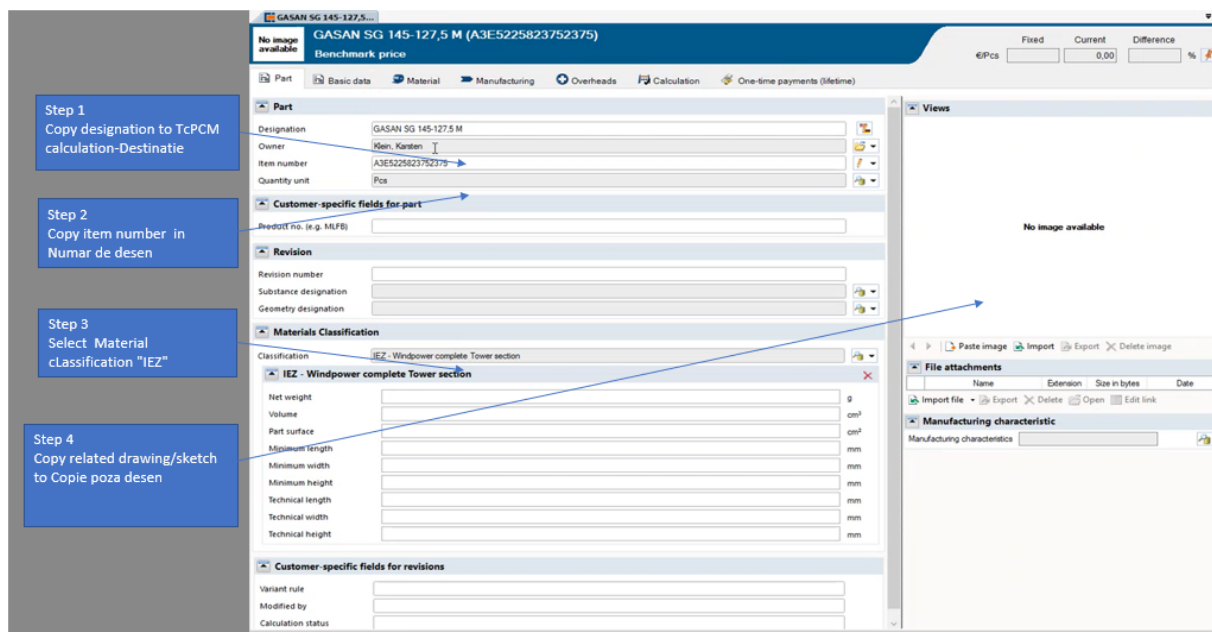 GASAN SG 145-127,5...
No image
available
GASAN SG 145-127,5 M (A3E5225823752375)
Benchmark price
Fixed Current Difference
€/Pcs 0,00 %
Part Basic data Material Manufacturing Overheads Calculation One-time payments (lifetime)
Step 1
Copy designation to TcPCM
calculation-Destinatie
Step 2
Copy item number in
Numar de desen
Step 3
Select Material
cLassification "IEZ"
Step 4
Copy related drawing/sketch
to Copie poza desen
Part
Designation GASAN SG 145-127,5 M
Owner Klein, Karsten
Item number A3E5225823752375
Quantity unit Pcs
Customer-specific fields for part
Product no. (e.g. MLFB)
Revision
Revision number
Substance designation
Geometry designation
Materials Classification
Classification IEZ - Windpower complete Tower section
IEZ - Windpower complete Tower section
Net weight g
Volume cm³
Part surface cm²
Minimum length mm
Minimum width mm
Minimum height mm
Technical length mm
Technical width mm
Technical height mm
Customer-specific fields for revisions
Variant rule
Modified by
Calculation status
Views
No image available
Paste image Import Export Delete image
File attachments
Name Extension Size in bytes Date
Import file Export Delete Open Edit link
Manufacturing characteristic
Manufacturing characteristics